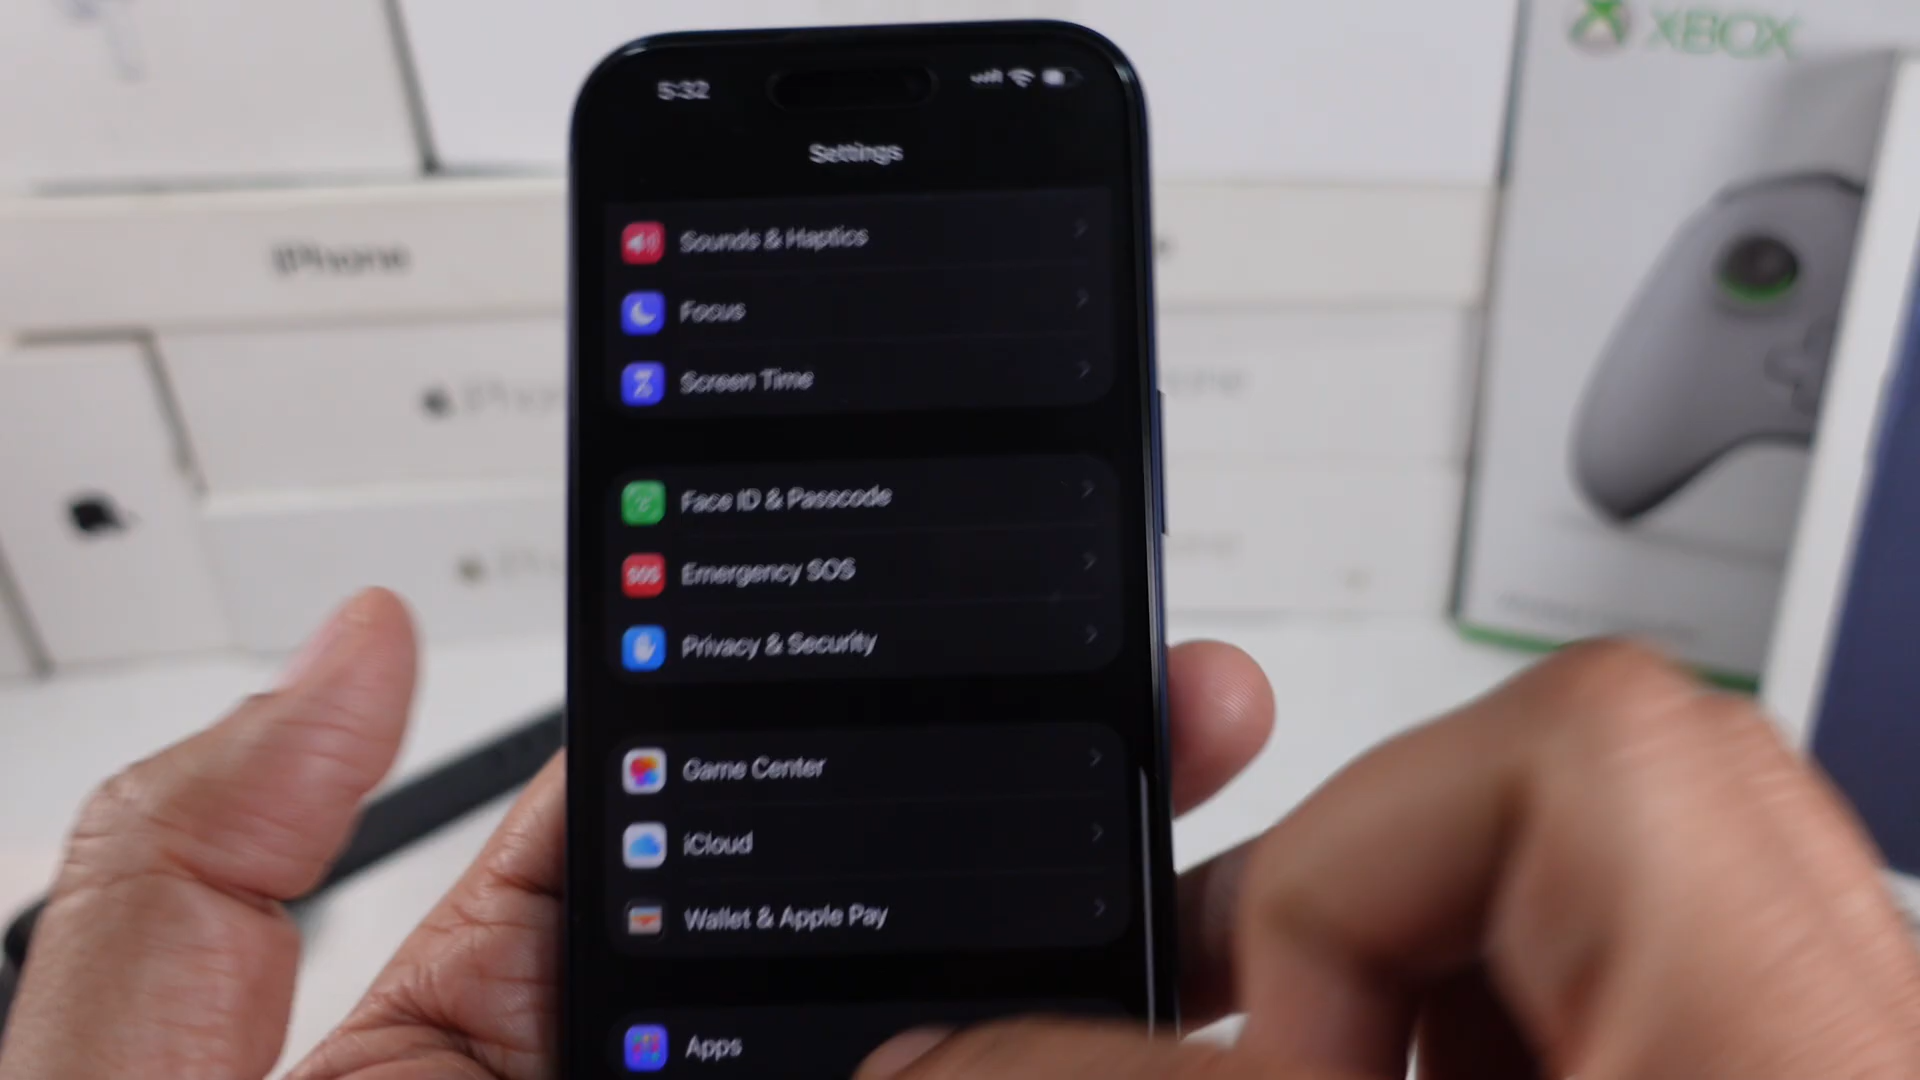 XBOX
5:32
Settings
iPhone
Sounds & Haptics
Focus
Screen Time
iPhon
Face ID & Passcode
SOS
Emergency SOS
Privacy & Security
Game Center
iCloud
Wallet & Apple Pay
Apps